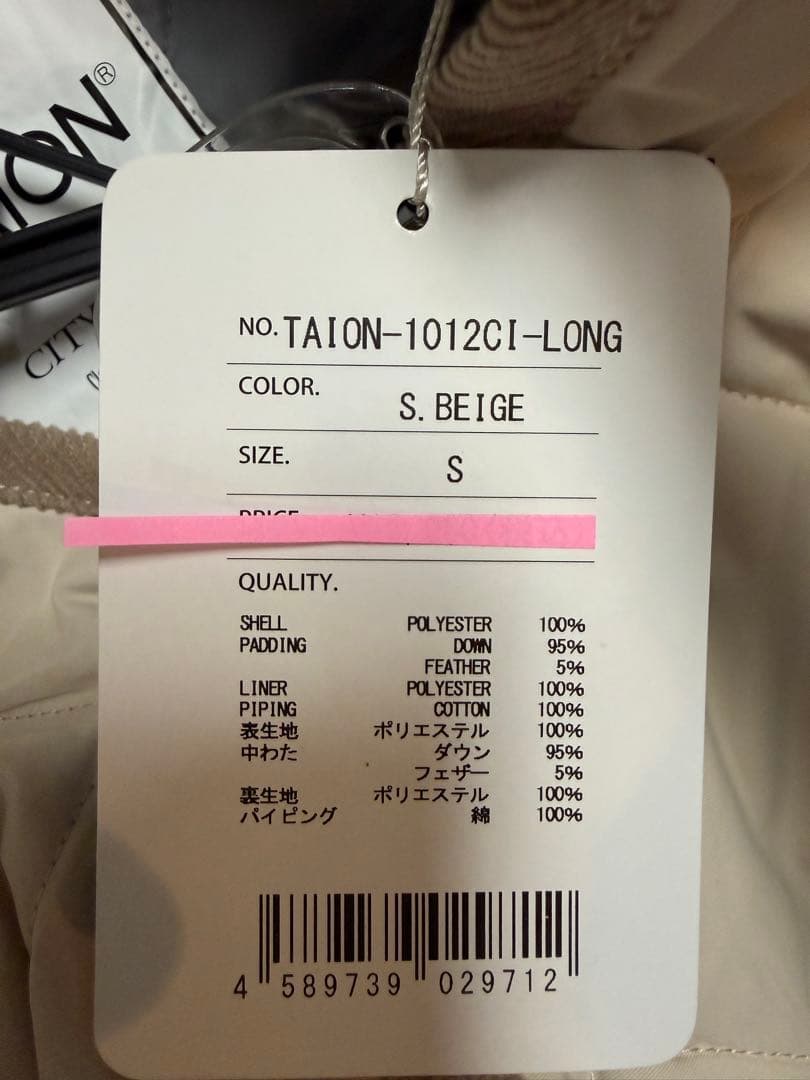 ION®
CITY
NO. TAION-1012CI-LONG
COLOR. S.BEIGE
SIZE. S
PRICE
QUALITY.
SHELL POLYESTER 100%
PADDING DOWN 95%
FEATHER 5%
LINER POLYESTER 100%
PIPING COTTON 100%
表生地 ポリエステル 100%
中わた ダウン 95%
フェザー 5%
裏生地 ポリエステル 100%
パイピング 綿 100%
4 589739 029712